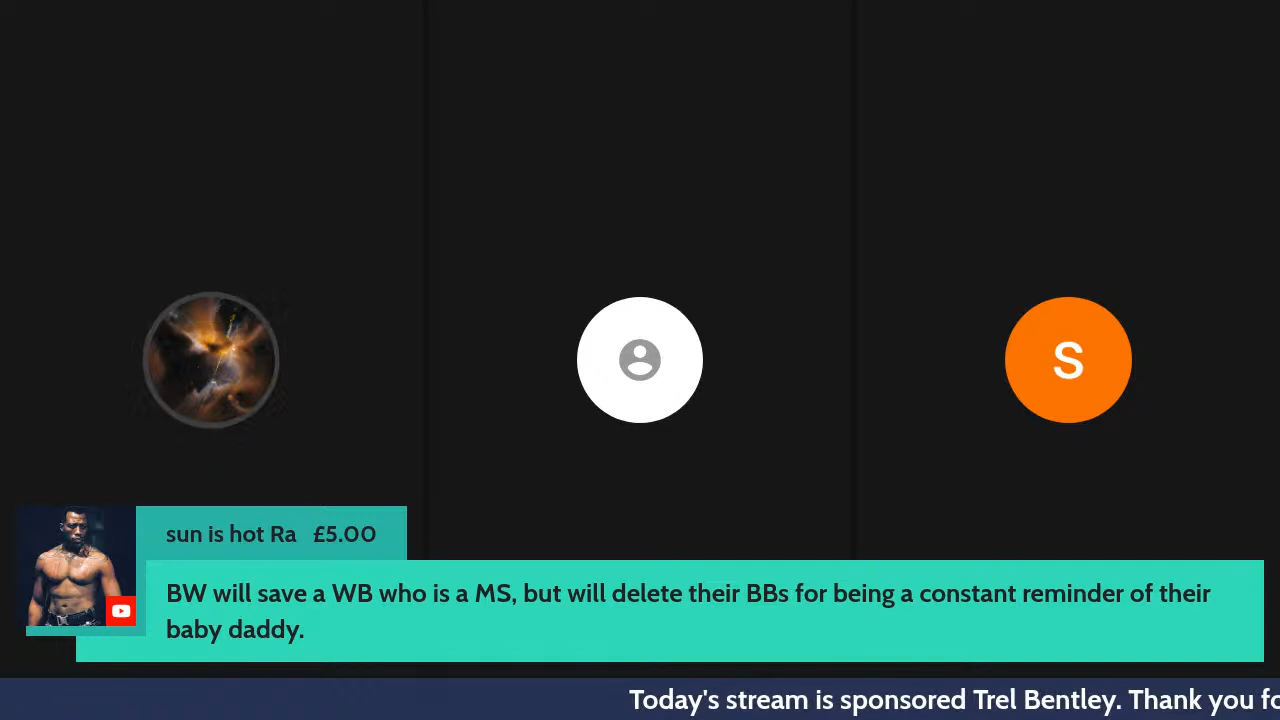 S
sun is hot Ra £5.00
BW will save a WB who is a MS, but will delete their BBs for being a constant reminder of their
baby daddy.
Today's stream is sponsored Trel Bentley. Thank you fo